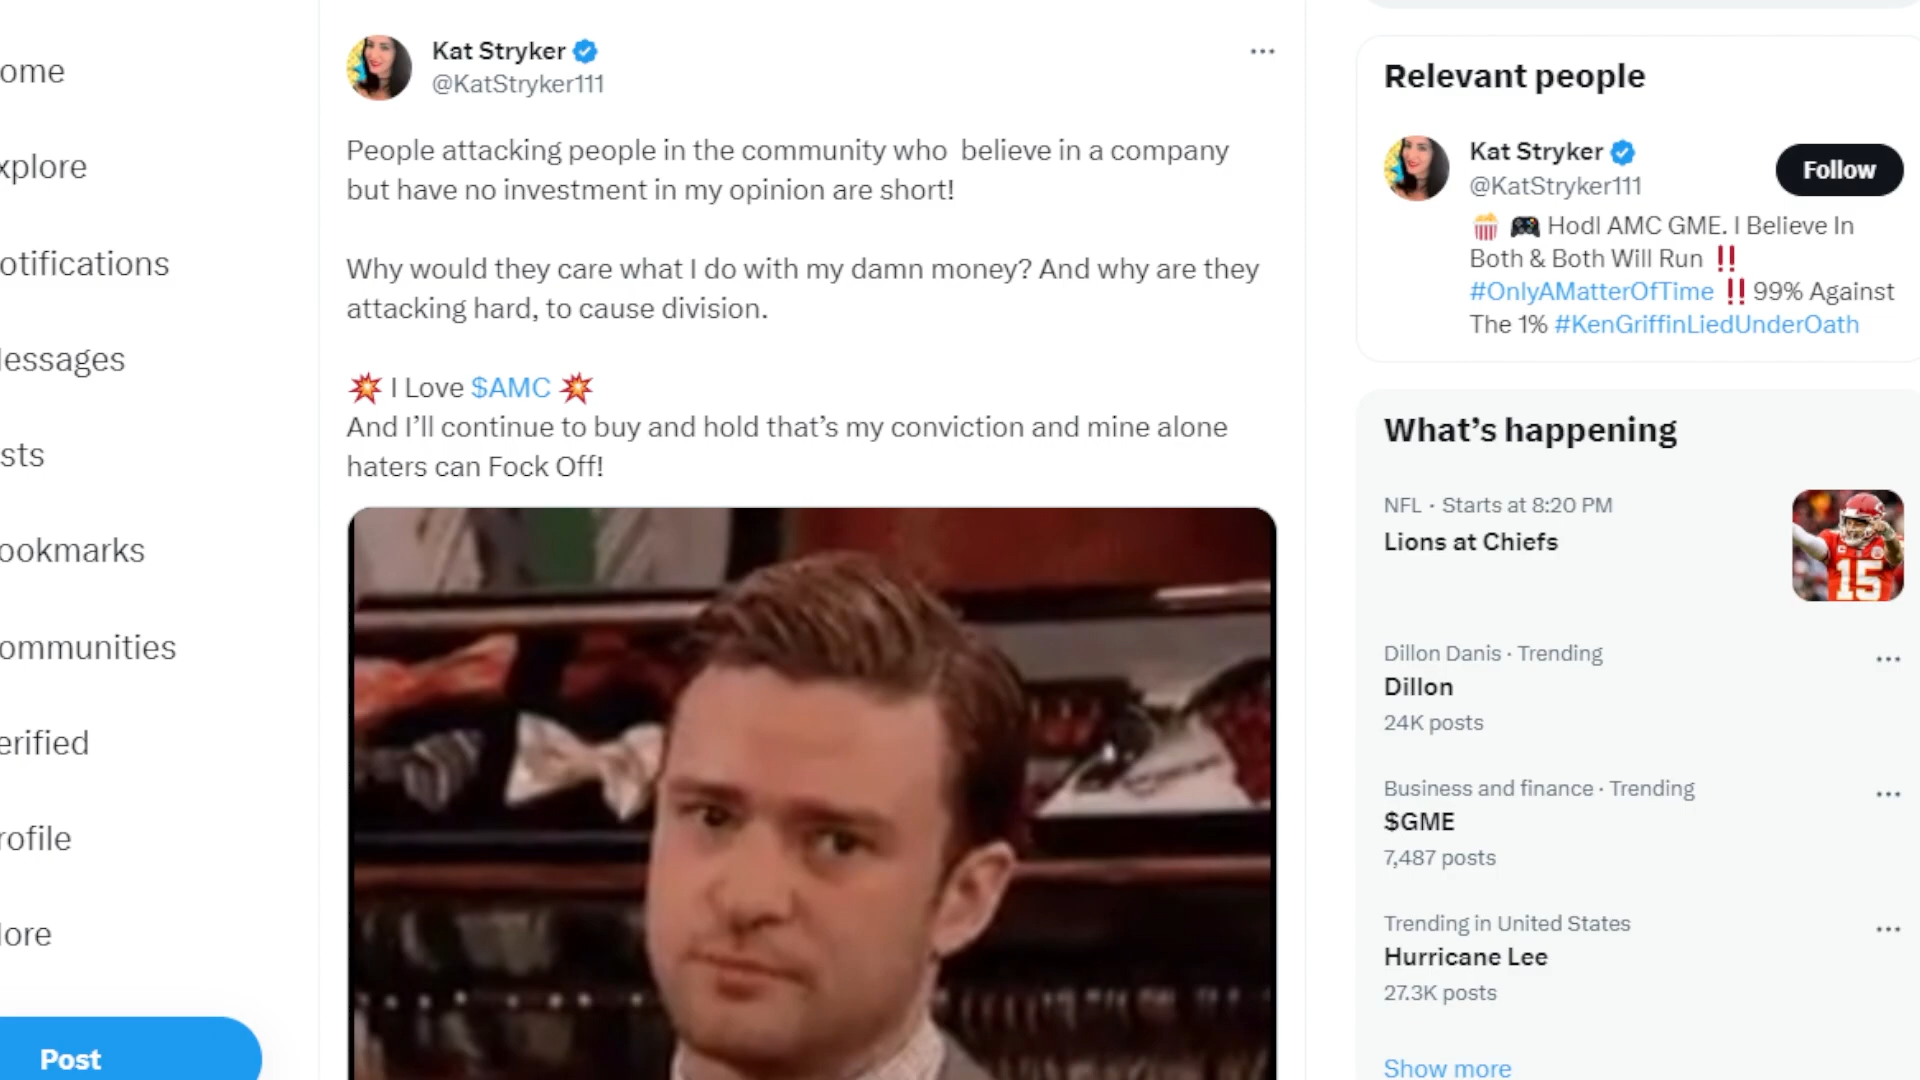 ome
xplore
otifications
essages
sts
ookmarks
ommunities
erified
rofile
ore
Post
Kat Stryker
@KatStryker111
People attacking people in the community who  believe in a company
but have no investment in my opinion are short!
Why would they care what I do with my damn money? And why are they
attacking hard, to cause division.
💥 I Love $AMC 💥
And I’ll continue to buy and hold that’s my conviction and mine alone
haters can Fock Off!
Relevant people
Kat Stryker
@KatStryker111
Follow
🍿 🎮 Hodl AMC GME. I Believe In
Both & Both Will Run ‼️
#OnlyAMatterOfTime ‼️ 99% Against
The 1% #KenGriffinLiedUnderOath
What’s happening
NFL · Starts at 8:20 PM
Lions at Chiefs
15
Dillon Danis · Trending
Dillon
24K posts
Business and finance · Trending
$GME
7,487 posts
Trending in United States
Hurricane Lee
27.3K posts
Show more